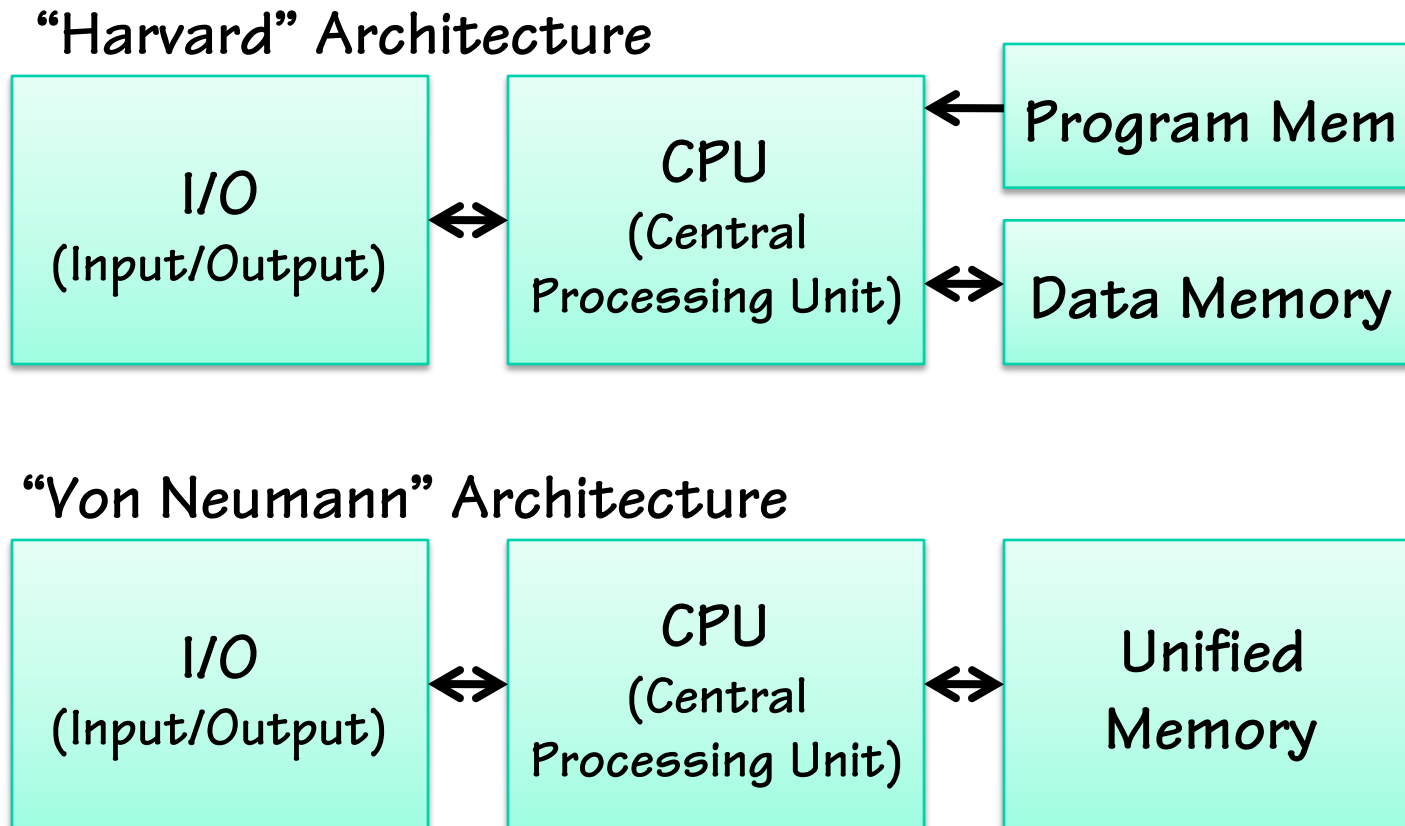 “Harvard” Architecture
I/O
(Input/Output)
CPU
(Central
Processing Unit)
Program Mem
Data Memory
“Von Neumann” Architecture
I/O
(Input/Output)
CPU
(Central
Processing Unit)
Unified
Memory